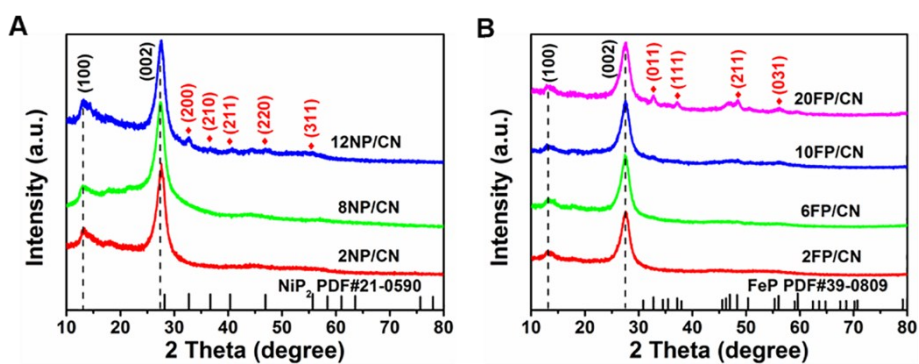 A
Intensity (a.u.)
(100)
(002)
(200)
(210)
(211)
(220)
(311)
12NP/CN
8NP/CN
2NP/CN
NiP₂ PDF#21-0590
10 20 30 40 50 60 70 80
2 Theta (degree)
B
Intensity (a.u.)
(100)
(002)
(011)
(111)
(211)
(031)
20FP/CN
10FP/CN
6FP/CN
2FP/CN
FeP PDF#39-0809
10 20 30 40 50 60 70 80
2 Theta (degree)